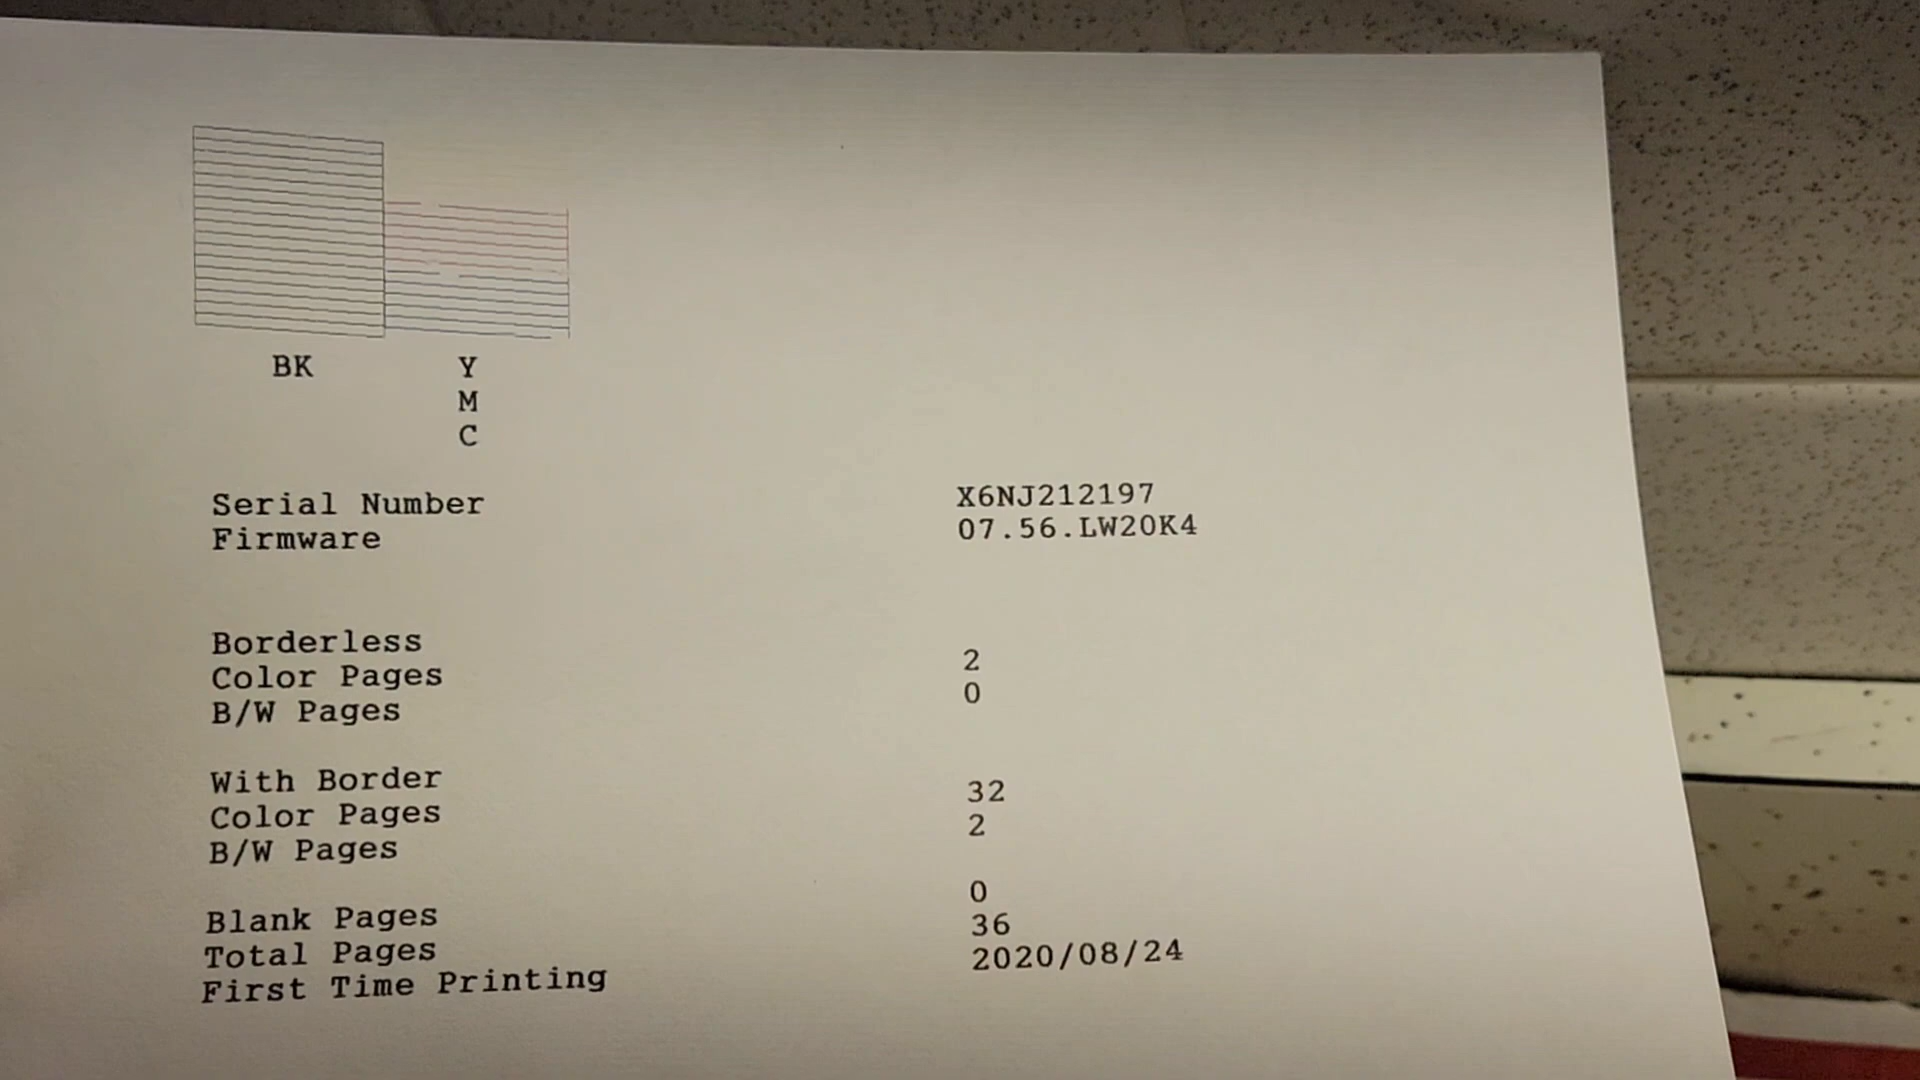 BK Y
M
C
Serial Number X6NJ212197
Firmware 07.56.LW20K4
Borderless
Color Pages 2
B/W Pages 0
With Border
Color Pages 32
B/W Pages 2
Blank Pages 0
Total Pages 36
First Time Printing 2020/08/24